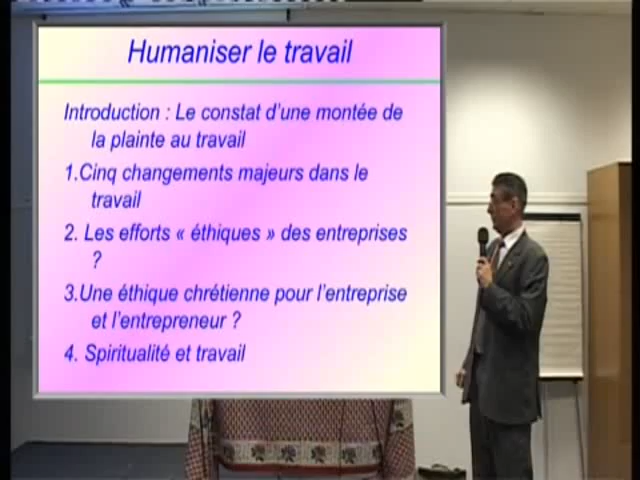 Humaniser le travail
Introduction : Le constat d'une montée de
la plainte au travail
1.Cinq changements majeurs dans le
travail
2. Les efforts « éthiques » des entreprises
?
3.Une éthique chrétienne pour l'entreprise
et l'entrepreneur ?
4. Spiritualité et travail